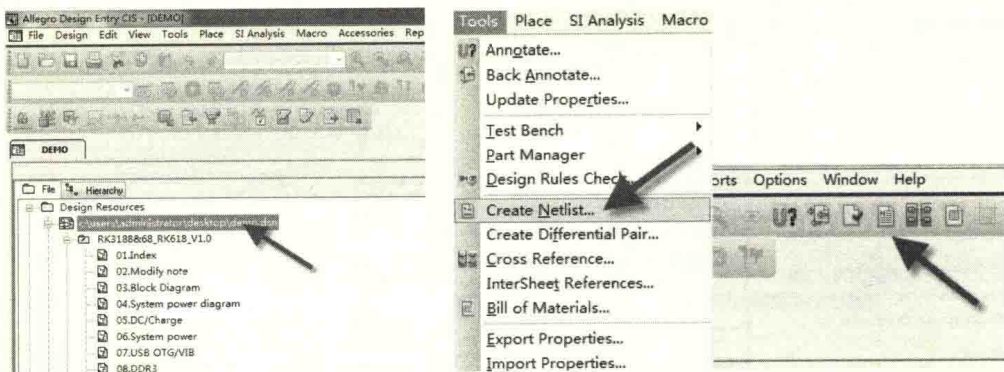 Allegro Design Entry CIS - [DEMO]
File Design Edit View Tools Place SI Analysis Macro Accessories Rep
DEMO
File Hierarchy
Design Resources
RK3188&68_RK618_V1.0
01.Index
02.Modify note
03.Block Diagram
04.System power diagram
05.DC/Charge
06.System power
07.USB OTG/VIB
08.DDR3
Tools Place SI Analysis Macro
U? Annotate...
Back Annotate...
Update Properties...
Test Bench
Part Manager
Design Rules Check
Create Netlist...
Create Differential Pair...
Cross Reference...
InterSheet References...
Bill of Materials...
Export Properties...
Import Properties...
orts Options Window Help
U?